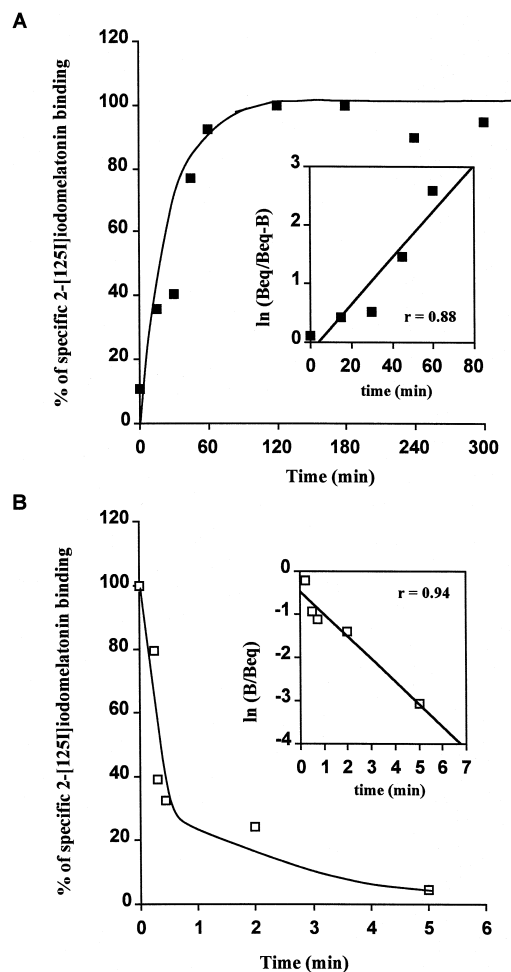 A
% of specific 2-[125I]iodomelatonin binding
120
100
80
60
40
20
0
0 60 120 180 240 300
Time (min)
ln (Beq/Beq-B)
3
2
1
0
r = 0.88
0 20 40 60 80
time (min)
B
% of specific 2-[125I]iodomelatonin binding
120
100
80
60
40
20
0
0 1 2 3 4 5 6
Time (min)
ln (B/Beq)
0
-1
-2
-3
-4
r = 0.94
0 1 2 3 4 5 6 7
time (min)